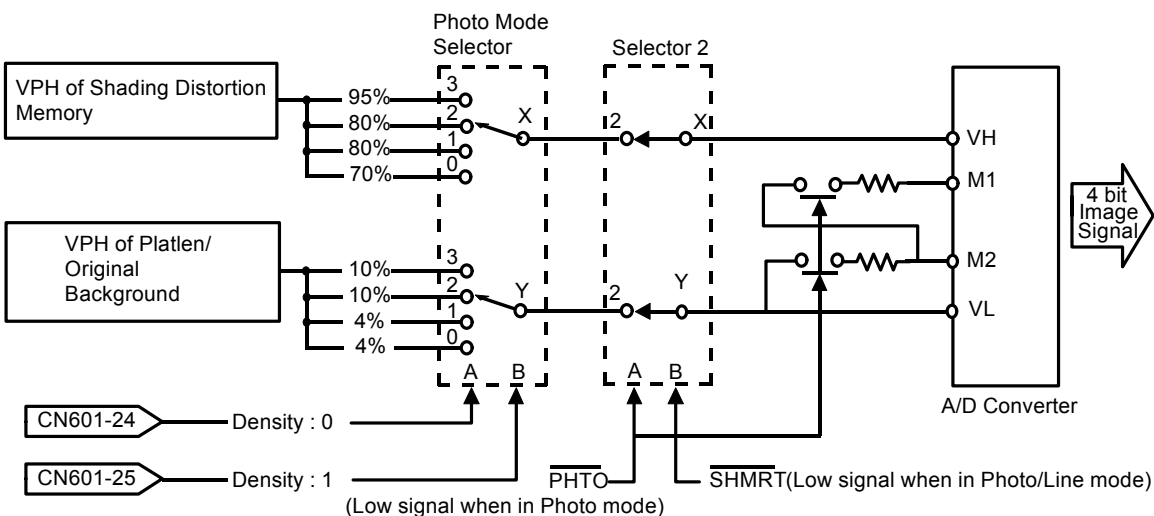 Photo Mode
Selector
Selector 2
VPH of Shading Distortion
Memory
95%
80%
80%
70%
3
2
1
0
X
2
X
VH
M1
M2
VL
4 bit
Image
Signal
VPH of Platlen/
Original
Background
10%
10%
4%
4%
3
2
1
0
Y
2
Y
A B
A B
A/D Converter
CN601-24
Density : 0
CN601-25
Density : 1
(Low signal when in Photo mode)
PHTO
SHMRT(Low signal when in Photo/Line mode)